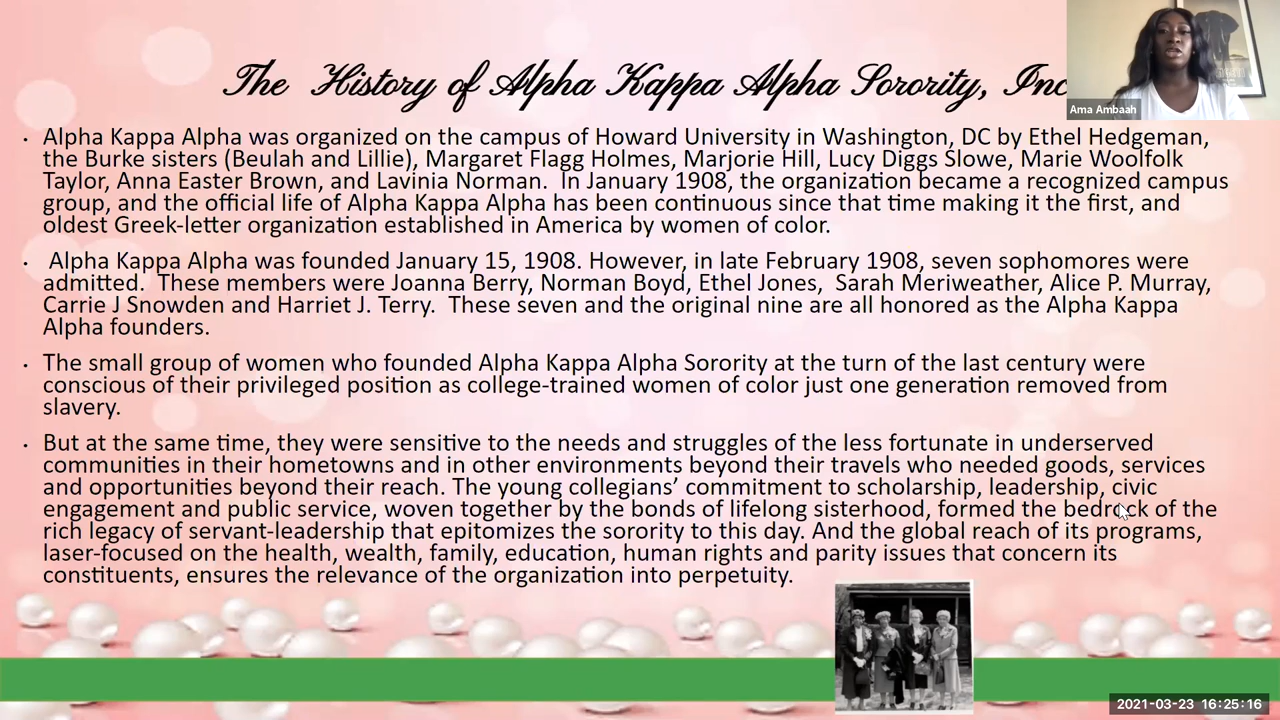 The History of Alpha Kappa Alpha Sorority, Inc
Ama Ambaah
• Alpha Kappa Alpha was organized on the campus of Howard University in Washington, DC by Ethel Hedgeman,
the Burke sisters (Beulah and Lillie), Margaret Flagg Holmes, Marjorie Hill, Lucy Diggs Slowe, Marie Woolfolk
Taylor, Anna Easter Brown, and Lavinia Norman. In January 1908, the organization became a recognized campus
group, and the official life of Alpha Kappa Alpha has been continuous since that time making it the first, and
oldest Greek-letter organization established in America by women of color.
• Alpha Kappa Alpha was founded January 15, 1908. However, in late February 1908, seven sophomores were
admitted. These members were Joanna Berry, Norman Boyd, Ethel Jones, Sarah Meriweather, Alice P. Murray,
Carrie J Snowden and Harriet J. Terry. These seven and the original nine are all honored as the Alpha Kappa
Alpha founders.
• The small group of women who founded Alpha Kappa Alpha Sorority at the turn of the last century were
conscious of their privileged position as college-trained women of color just one generation removed from
slavery.
• But at the same time, they were sensitive to the needs and struggles of the less fortunate in underserved
communities in their hometowns and in other environments beyond their travels who needed goods, services
and opportunities beyond their reach. The young collegians’ commitment to scholarship, leadership, civic
engagement and public service, woven together by the bonds of lifelong sisterhood, formed the bedrock of the
rich legacy of servant-leadership that epitomizes the sorority to this day. And the global reach of its programs,
laser-focused on the health, wealth, family, education, human rights and parity issues that concern its
constituents, ensures the relevance of the organization into perpetuity.
2021-03-23 16:25:16